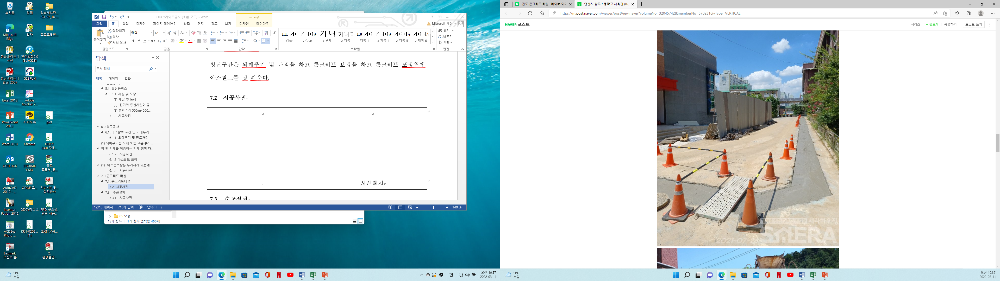 휴지통
알집
강남세브란...
-03-07_10-...
Microsoft
Edge
알약
도로교통안...
한글과컴퓨터
사전
안전입찰2.0
(SafeG2B)
한글과컴퓨터
한글 2007
G2BRUN
Excel 2013
Adobe
Acrobat 7...
PowerPoint
2013
카카오톡
plot
Word 2013
Chrome
ODCY
GATE자동...
OUTLOOK
STORMX
GM3
국토
교통부_통...
AutoCAD
2012 - ...
ODC참고...
시방서2_통...
설치공사
Inventor
Fusion 2012
ODCY참조그
RFID 구조물,
관로 시공...
ACDSee
Photo ...
KR_I-0202...
(1)
2.KT1군공...
Lexmark
프린터 홈
2.
현장설명...
ODCY게이트공사 [호환 모드] - Word
표 도구
파일 홈 삽입 디자인 페이지 레이아웃 참조 편지 검토 보기 디자인 레이아웃
Microsoft 계정
붙여넣기
잘라내기
복사
서식 복사
클립보드
굴림 12
글꼴
단락
1.1. 가나 가나다라 가나 가나다 1.0 가나 가나다라 가나다라 가나다라
Char Char1 부제 제목 제목 1 제목 4 제목 5 제목 6
스타일
찾기
바꾸기
선택
편집
탐색
문서 검색
제목 페이지 결과
5.1. 통신용박스
5.1.1. 재질 및 도장
(1) 재질 및 도장
(2) 전기와 통신시설이 공...
(3) 풀박스가 500㎜×500...
5.1.2. 시공사진
6.0 복구공사
6.1. 아스팔트 포장 및 되메우기
6.1.1. 되메우기 및 잔토처리
(1) 되메우기는 모래 또는 고운 흙으...
짐 및 기계를 이용하는 기계 램머 다...
6.1.2 시공사진
6.1.3 아스팔트 포장
(1) 아스콘포장은 두가지가 있는데...
6.1.4 시공사진
7.0 콘크리트 타설
7.1. 콘크리트타설
7.2 시공사진
7.3 수공설치
7.3.1 시공사진
횡단구간은 되메우기 및 다짐을 하고 콘크리트 보강을 하고 콘크리트 포장위에
아스팔트를 덧 씌운다.
7.2 시공사진
사진예시
7.3 수공설치
12/13 페이지 710개 단어 영어(미국)
140 %
05.오경
13개 항목 1개 항목 선택함 466KB
11°C
흐림
한
오전 10:37
2022-03-11
관로 콘크리트 타설 : 네이버 이미
안산시 상록초등학교 체육관 (07
https://m.post.naver.com/viewer/postView.naver?volumeNo=32045742&memberNo=570231&vType=VERTICAL
NAVER 포스트
시리즈 + 팔로우 공유하기 포스트 쓰기
세라하우징
SHERA
2021-07-28
11°C
흐림
오전 10:37
2022-03-11